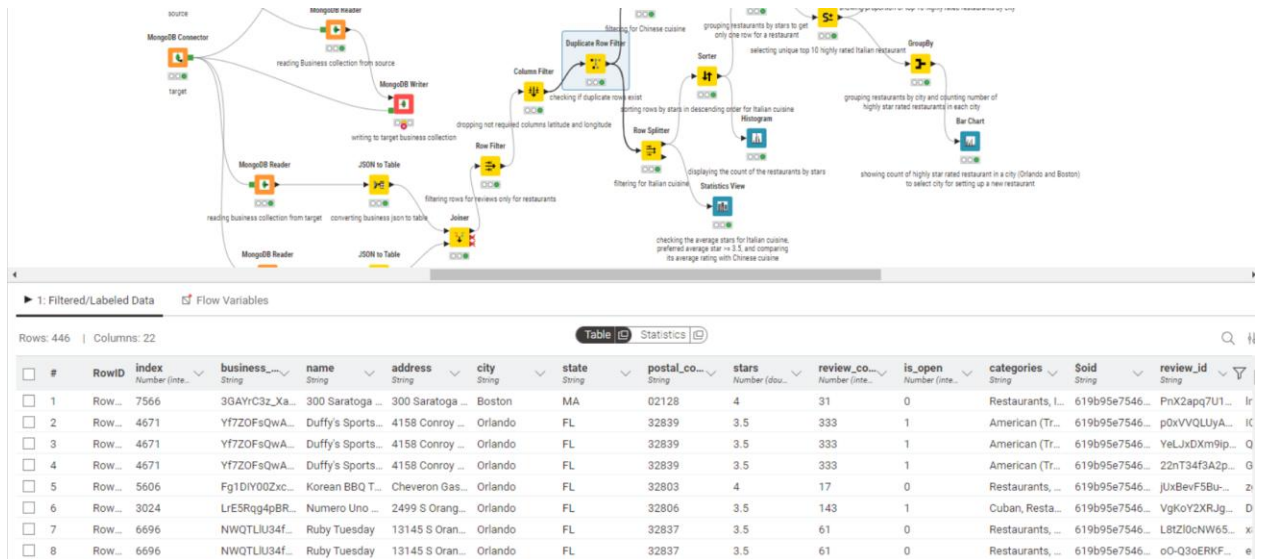 source
MongoDB Reader
reading Business collection from source
MongoDB Connector
target
MongoDB Writer
writing to target business collection
MongoDB Reader
reading business collection from target
JSON to Table
converting business json to table
MongoDB Reader
JSON to Table
Joiner
Row Filter
filtering rows for reviews only for restaurants
Column Filter
dropping not required columns latitude and longitude
Duplicate Row Filter
checking if duplicate rows exist
filtering for Chinese cuisine
grouping restaurants by stars to get
only one row for a restaurant
Sorter
sorting rows by stars in descending order for Italian cuisine
Row Splitter
filtering for Italian cuisine
Histogram
displaying the count of the restaurants by stars
Statistics View
checking the average stars for Italian cuisine,
preferred average star >= 3.5, and comparing
its average rating with Chinese cuisine
showing proportion of top 10 highly rated restaurants by city
selecting unique top 10 highly rated Italian restaurant
GroupBy
grouping restaurants by city and counting number of
highly star rated restaurants in each city
Bar Chart
showing count of highly star rated restaurant in a city (Orlando and Boston)
to select city for setting up a new restaurant
1: Filtered/Labeled Data Flow Variables
Rows: 446 | Columns: 22 Table Statistics
# RowID index business_... name address city state postal_co... stars review_co... is_open categories $oid review_id
Number (inte... String String String String String String Number (dou... Number (inte... Number (inte... String String String
1 Row... 7566 3GAYrC3z_Xa... 300 Saratoga ... 300 Saratoga ... Boston MA 02128 4 31 0 Restaurants, I... 619b95e7546... PnX2apq7U1...
2 Row... 4671 Yf7ZOFsQwA... Duffy's Sports... 4158 Conroy ... Orlando FL 32839 3.5 333 1 American (Tr... 619b95e7546... p0xVVQLUyA...
3 Row... 4671 Yf7ZOFsQwA... Duffy's Sports... 4158 Conroy ... Orlando FL 32839 3.5 333 1 American (Tr... 619b95e7546... YeLJxDXm9ip...
4 Row... 4671 Yf7ZOFsQwA... Duffy's Sports... 4158 Conroy ... Orlando FL 32839 3.5 333 1 American (Tr... 619b95e7546... 22nT34f3A2p...
5 Row... 5606 Fg1DIY00Zxc... Korean BBQ T... Cheveron Gas... Orlando FL 32803 4 17 0 Restaurants, ... 619b95e7546... jUxBevF5Bu-...
6 Row... 3024 LrE5Rqg4pBR... Numero Uno ... 2499 S Orang... Orlando FL 32806 3.5 143 1 Cuban, Resta... 619b95e7546... VgKoY2XRJg...
7 Row... 6696 NWQTLlU34f... Ruby Tuesday 13145 S Oran... Orlando FL 32837 3.5 61 0 Restaurants, ... 619b95e7546... L8tZl0cNW65...
8 Row... 6696 NWQTLlU34f... Ruby Tuesday 13145 S Oran... Orlando FL 32837 3.5 61 0 Restaurants, ... 619b95e7546... oO-Q3oERKF...